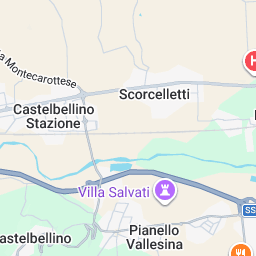 a Montecarottese
Scorcelletti
H
Castelbellino
Stazione
Villa Salvati
SS
astelbellino
Pianello
Vallesina